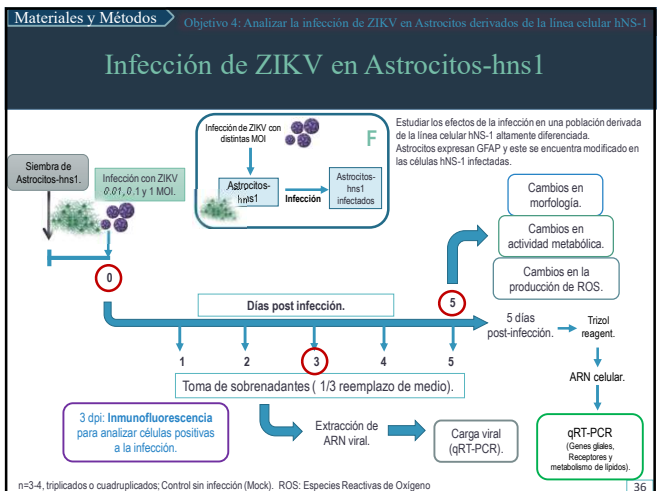 Materiales y Métodos
Objetivo 4: Analizar la infección de ZIKV en Astrocitos derivados de la línea celular hNS-1
Infección de ZIKV en Astrocitos-hns1
Siembra de
Astrocitos-hns1.
Infección con ZIKV
0.01, 0.1 y 1 MOI.
Infección de ZIKV con
distintas MOI
F
Astrocitos-
hns1
Infección
Astrocitos-
hns1
infectados
Estudiar los efectos de la infección en una población derivada
de la línea celular hNS-1 altamente diferenciada.
Astrocitos expresan GFAP y este se encuentra modificado en
las células hNS-1 infectadas.
Cambios en
morfología.
Cambios en
actividad metabólica.
Cambios en la
producción de ROS.
0
Días post infección.
5
5 días
post-infección.
Trizol
reagent.
1 2 3 4 5
ARN celular.
Toma de sobrenadantes ( 1/3 reemplazo de medio).
3 dpi: Inmunofluorescencia
para analizar células positivas
a la infección.
Extracción de
ARN viral.
Carga viral
(qRT-PCR).
qRT-PCR
(Genes gliales,
Receptores y
metabolismo de lípidos).
n=3-4, triplicados o cuadruplicados; Control sin infección (Mock). ROS: Especies Reactivas de Oxígeno
36